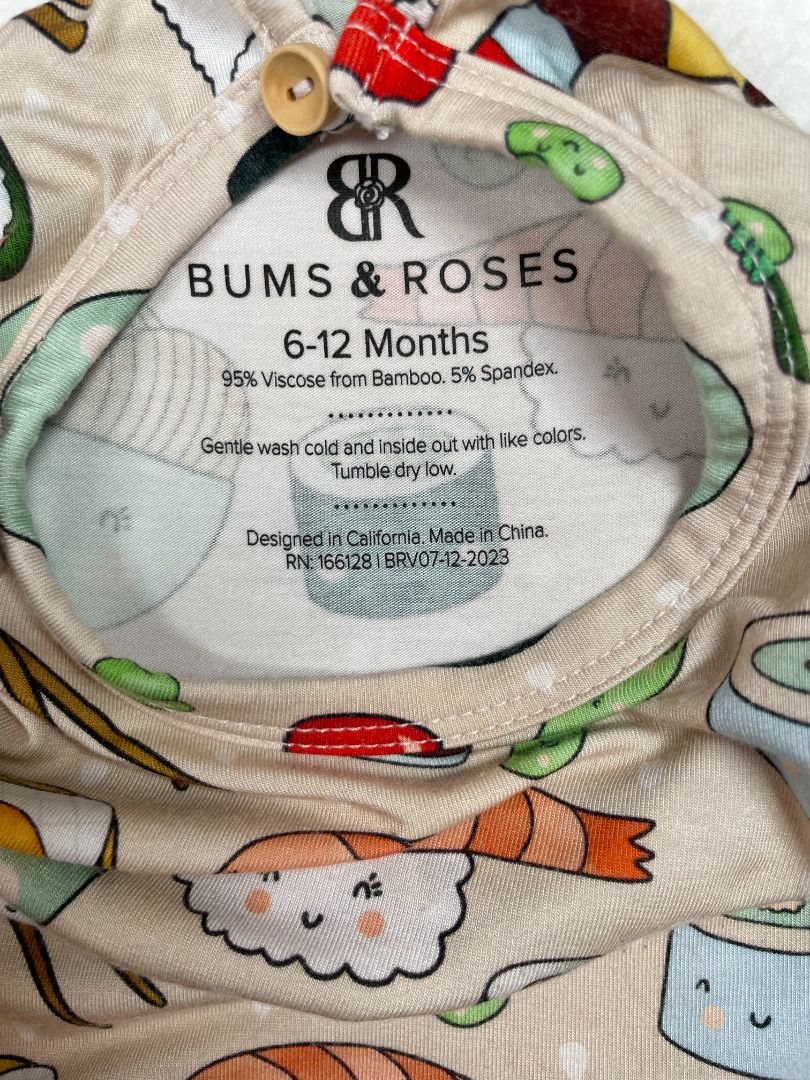 BR
BUMS & ROSES
6-12 Months
95% Viscose from Bamboo. 5% Spandex.
Gentle wash cold and inside out with like colors.
Tumble dry low.
Designed in California. Made in China.
RN: 166128 | BRV07-12-2023